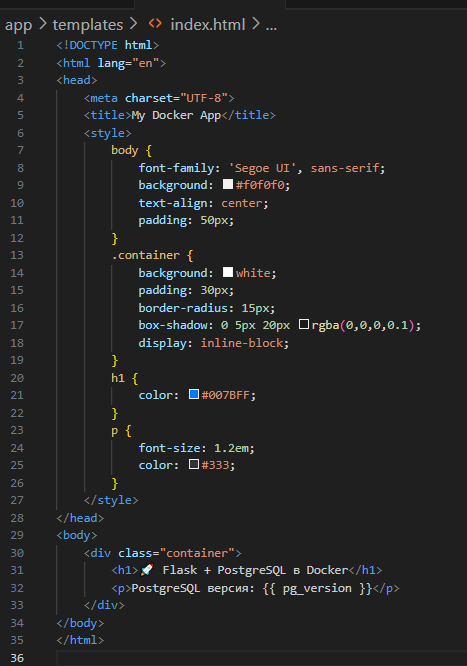 app > templates > <> index.html > ...
1 <!DOCTYPE html>
2 <html lang="en">
3 <head>
4     <meta charset="UTF-8">
5     <title>My Docker App</title>
6     <style>
7         body {
8             font-family: 'Segoe UI', sans-serif;
9             background: #f0f0f0;
10             text-align: center;
11             padding: 50px;
12         }
13         .container {
14             background: white;
15             padding: 30px;
16             border-radius: 15px;
17             box-shadow: 0 5px 20px rgba(0,0,0,0.1);
18             display: inline-block;
19         }
20         h1 {
21             color: #007BFF;
22         }
23         p {
24             font-size: 1.2em;
25             color: #333;
26         }
27     </style>
28 </head>
29 <body>
30     <div class="container">
31         <h1>🚀 Flask + PostgreSQL в Docker</h1>
32         <p>PostgreSQL версия: {{ pg_version }}</p>
33     </div>
34 </body>
35 </html>
36